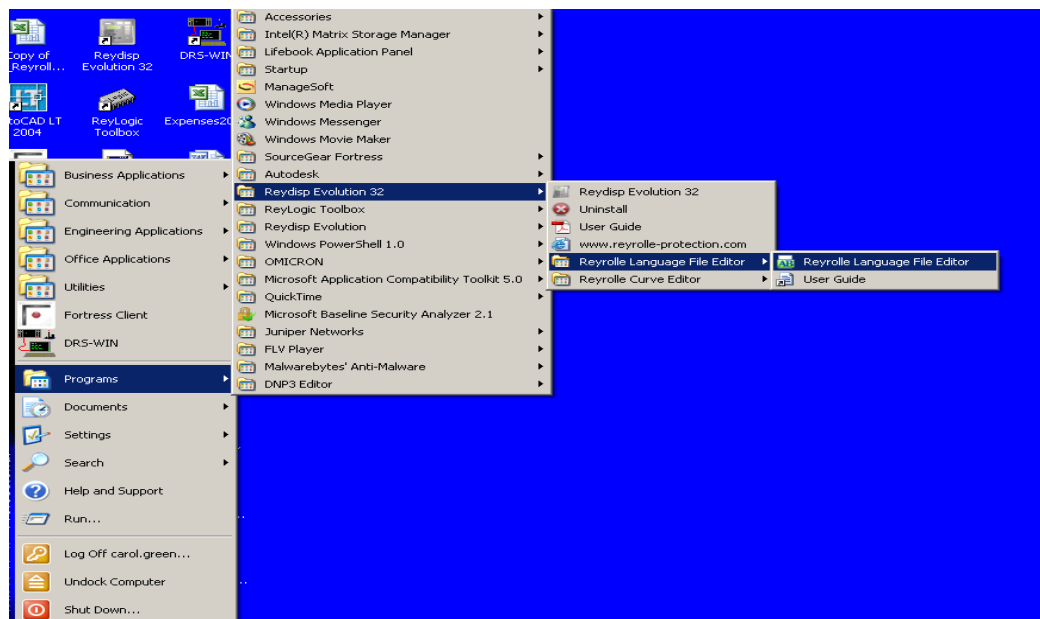 Copy of
_Reyroll...
Reydisp
Evolution 32
DRS-WIN
toCAD LT
2004
ReyLogic
Toolbox
Expenses20
Business Applications
Communication
Engineering Applications
Office Applications
Utilities
Fortress Client
DRS-WIN
Programs
Documents
Settings
Search
Help and Support
Run...
Log Off carol.green...
Undock Computer
Shut Down...
Accessories
Intel(R) Matrix Storage Manager
Lifebook Application Panel
Startup
ManageSoft
Windows Media Player
Windows Messenger
Windows Movie Maker
SourceGear Fortress
Autodesk
Reydisp Evolution 32
ReyLogic Toolbox
Reydisp Evolution
Windows PowerShell 1.0
OMICRON
Microsoft Application Compatibility Toolkit 5.0
QuickTime
Microsoft Baseline Security Analyzer 2.1
Juniper Networks
FLV Player
Malwarebytes' Anti-Malware
DNP3 Editor
Reydisp Evolution 32
Uninstall
User Guide
www.reyrolle-protection.com
Reyrolle Language File Editor
Reyrolle Curve Editor
Reyrolle Language File Editor
User Guide